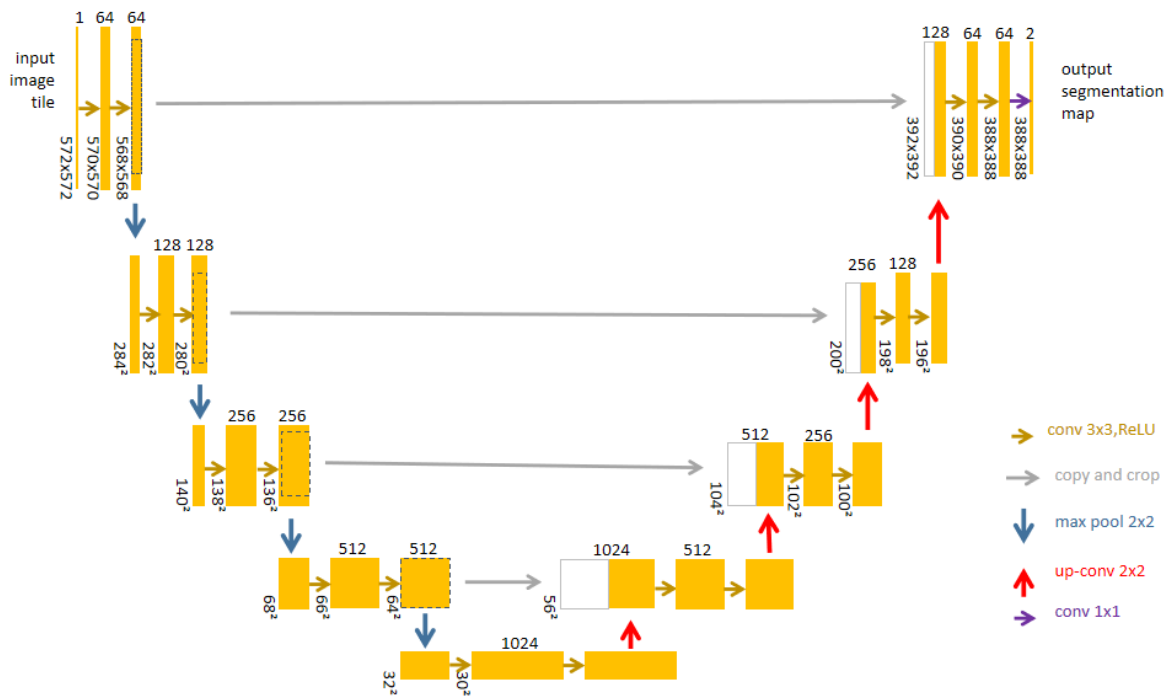 1 64 64
input
image
tile
572x572
570x570
568x568
128 64 64 2
output
segmentation
map
392x392
390x390
388x388
388x388
128 128
284²
282²
280²
256 128
200²
198²
196²
256 256
140²
138²
136²
512 256
104²
102²
100²
512 512
68²
66²
64²
1024 512
56²
1024
32²
30²
conv 3x3,ReLU
copy and crop
max pool 2x2
up-conv 2x2
conv 1x1